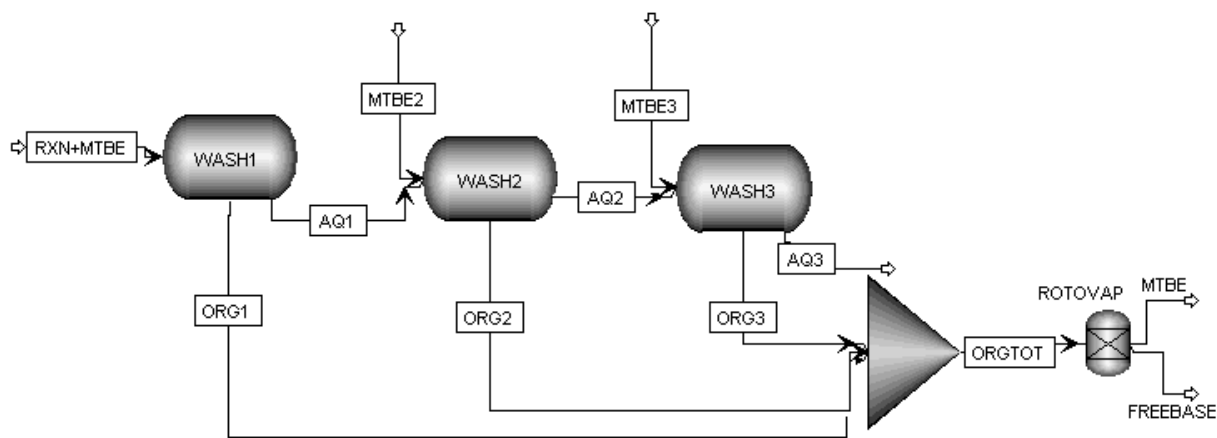 MTBE2
MTBE3
RXN+MTBE
WASH1
WASH2
WASH3
AQ1
AQ2
AQ3
ORG1
ORG2
ORG3
ROTOVAP
MTBE
ORGTOT
FREEBASE